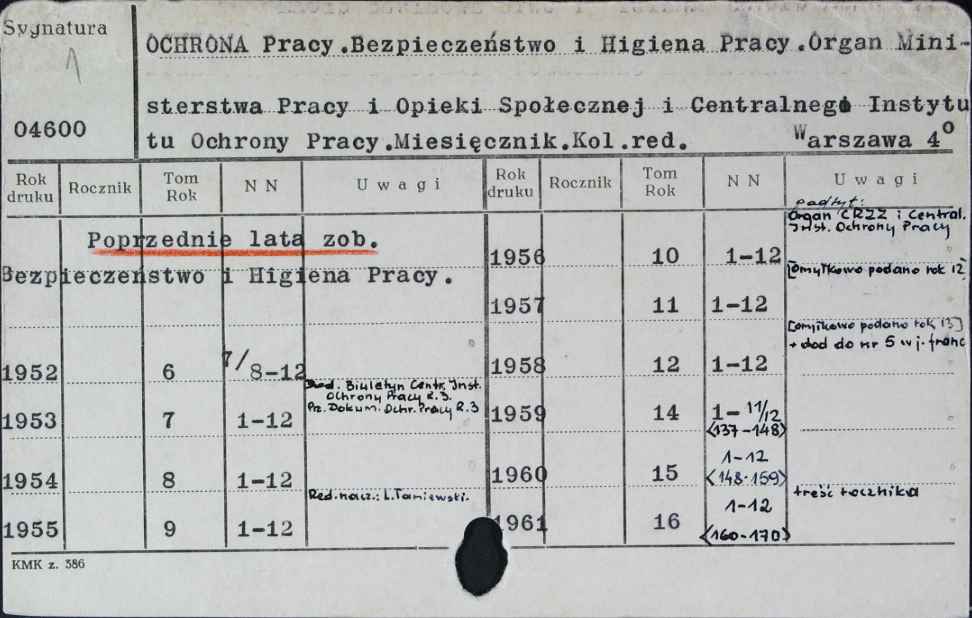 Sygnatura
A
04600
OCHRONA Pracy.Bezpieczeństwo i Higiena Pracy.Organ Mini-
sterstwa Pracy i Opieki Społecznej i Centralnego Instytu
tu Ochrony Pracy.Miesięcznik.Kol.red. Warszawa 4°
Rok druku Rocznik Tom Rok N N Uwagi Rok druku Rocznik Tom Rok N N Uwagi
Poprzednie lata zob.
Bezpieczenstwo i Higiena Pracy.
1952 6 7/8-12
1953 7 1-12 Dod. Biuletyn Centr. Inst.
Ochrony Pracy R.3.
Prz. Dokum. Ochr. Pracy R.3
1954 8 1-12
1955 9 1-12 Red. nacz.: L. Taniewski.
podtyt:
Organ CRZZ i Central.
Inst. Ochrony Pracy
1956 10 1-12
[omyłkowo podano rok 12]
1957 11 1-12
[omyłkowo podano rok 13]
+ dod do nr 5 w j. franc
1958 12 1-12
1959 14 1-11/12
<137-148>
1960 15 1-12
<148-159>
treść rocznika
1961 16 1-12
<160-170>
KMK z. 586